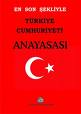 EN SON ŞEKLİYLE
TÜRKİYE
CUMHURİYETİ
ANAYASASI